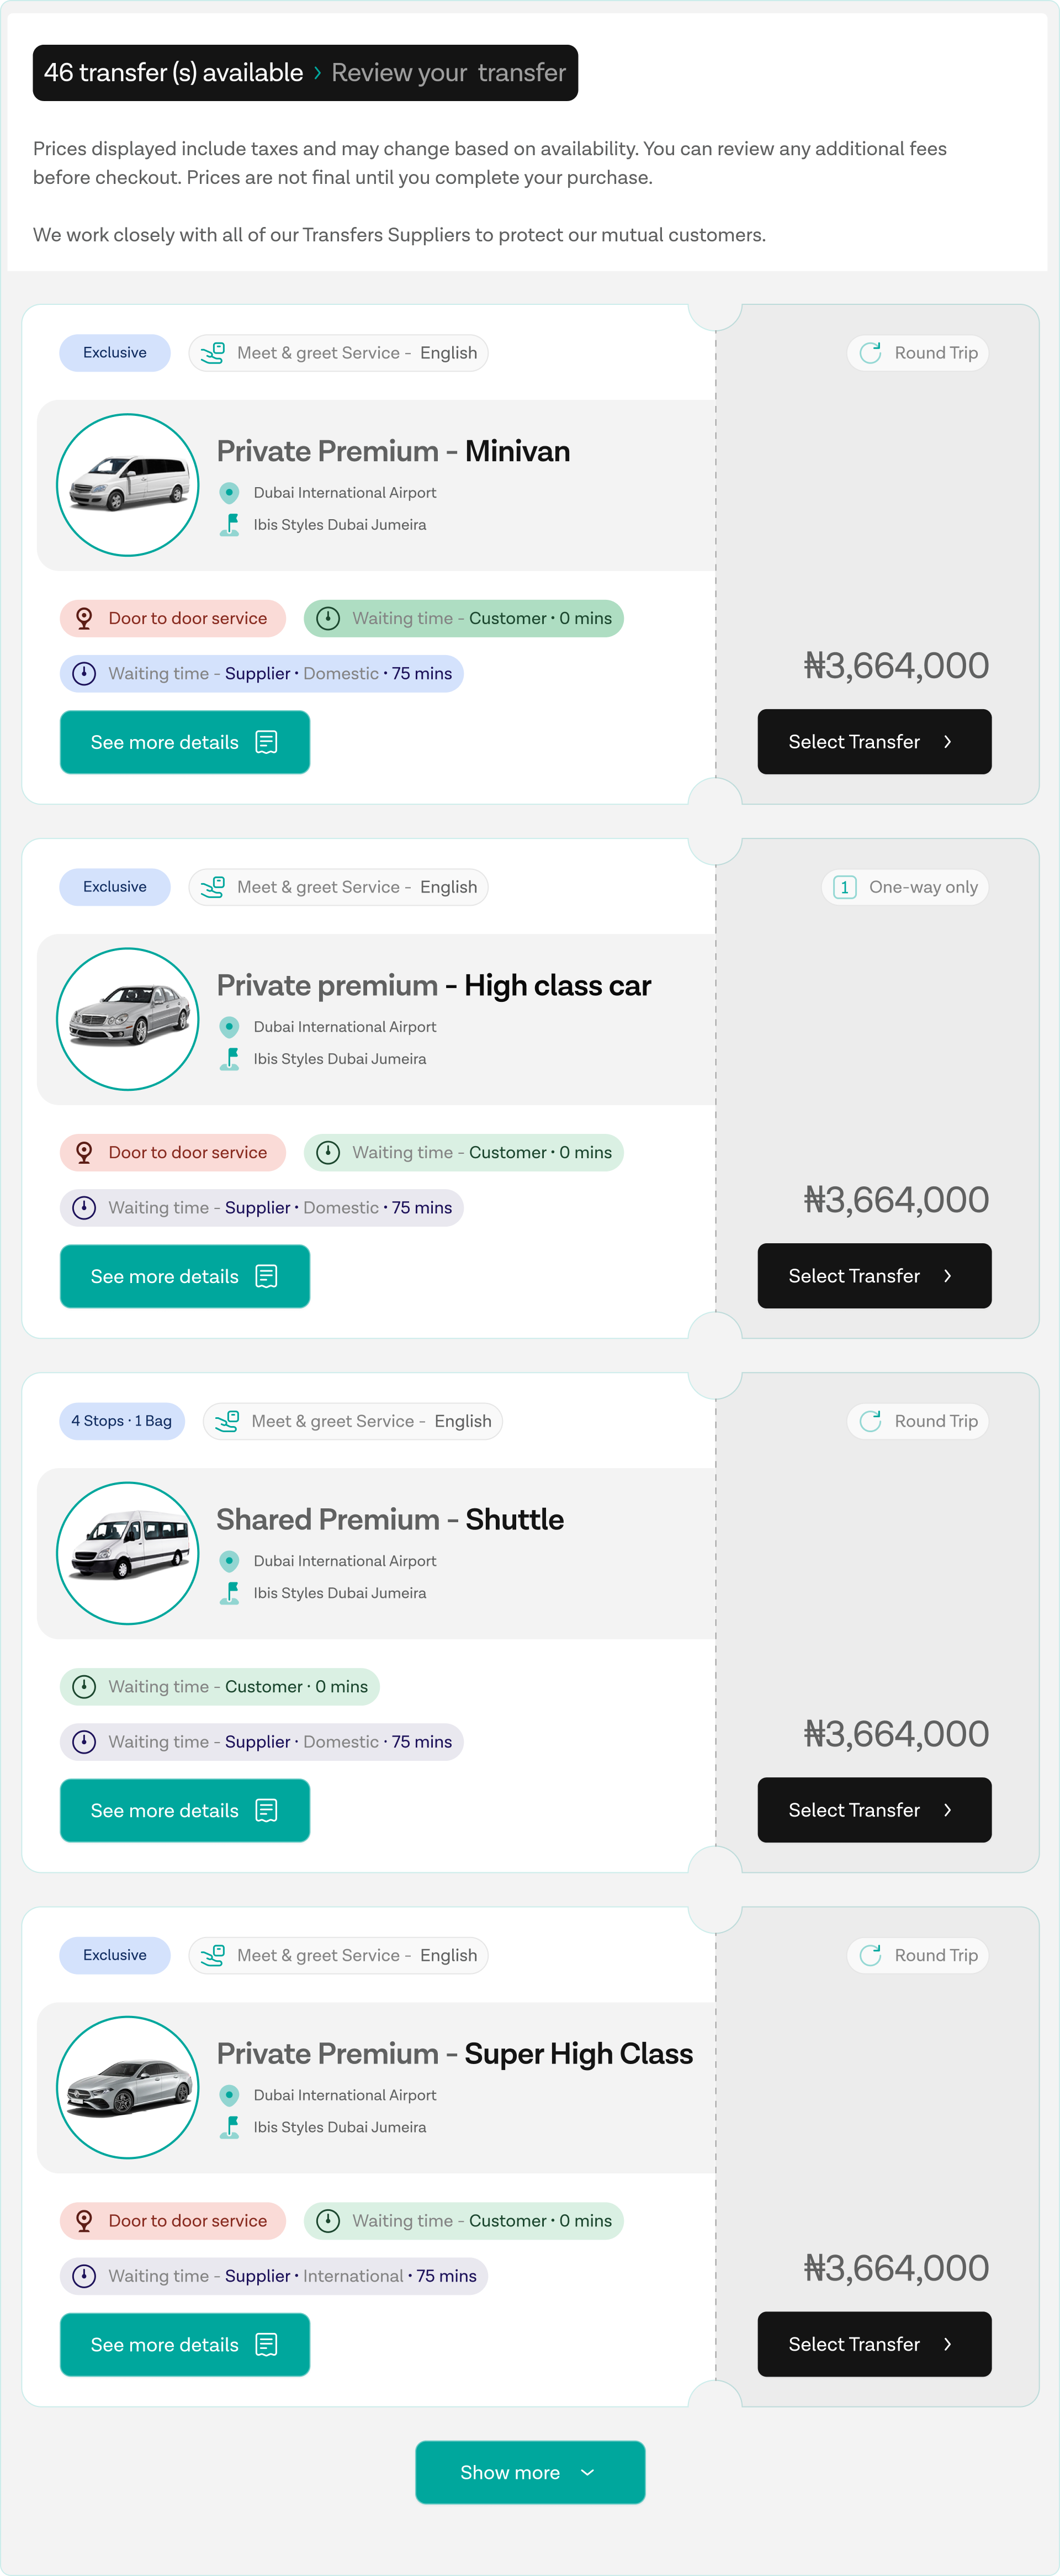 46 transfer (s) available › Review your transfer
Prices displayed include taxes and may change based on availability. You can review any additional fees
before checkout. Prices are not final until you complete your purchase.
We work closely with all of our Transfers Suppliers to protect our mutual customers.
Exclusive Meet & greet Service - English Round Trip
Private Premium - Minivan
Dubai International Airport
Ibis Styles Dubai Jumeira
Door to door service Waiting time - Customer • 0 mins
Waiting time - Supplier • Domestic • 75 mins
₦3,664,000
See more details Select Transfer
Exclusive Meet & greet Service - English 1 One-way only
Private premium - High class car
Dubai International Airport
Ibis Styles Dubai Jumeira
Door to door service Waiting time - Customer • 0 mins
Waiting time - Supplier • Domestic • 75 mins
₦3,664,000
See more details Select Transfer
4 Stops • 1 Bag Meet & greet Service - English Round Trip
Shared Premium - Shuttle
Dubai International Airport
Ibis Styles Dubai Jumeira
Waiting time - Customer • 0 mins
Waiting time - Supplier • Domestic • 75 mins
₦3,664,000
See more details Select Transfer
Exclusive Meet & greet Service - English Round Trip
Private Premium - Super High Class
Dubai International Airport
Ibis Styles Dubai Jumeira
Door to door service Waiting time - Customer • 0 mins
Waiting time - Supplier • International • 75 mins
₦3,664,000
See more details Select Transfer
Show more